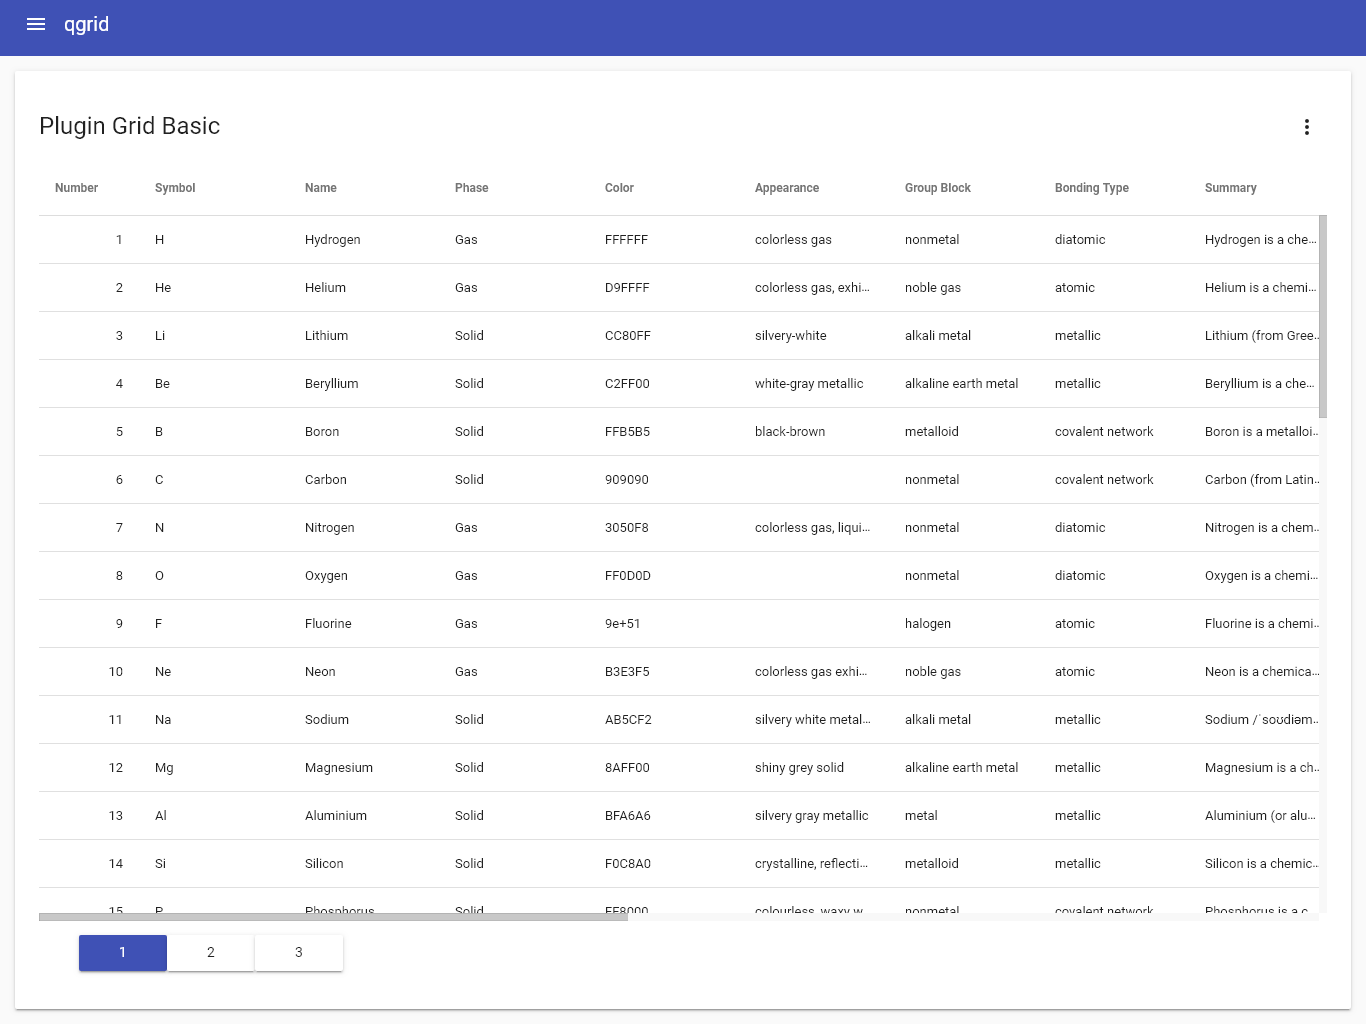 qgrid
Plugin Grid Basic
Number Symbol Name Phase Color Appearance Group Block Bonding Type Summary
1 H Hydrogen Gas FFFFFF colorless gas nonmetal diatomic Hydrogen is a che...
2 He Helium Gas D9FFFF colorless gas, exhi... noble gas atomic Helium is a chemi...
3 Li Lithium Solid CC80FF silvery-white alkali metal metallic Lithium (from Gree...
4 Be Beryllium Solid C2FF00 white-gray metallic alkaline earth metal metallic Beryllium is a che...
5 B Boron Solid FFB5B5 black-brown metalloid covalent network Boron is a metalloi...
6 C Carbon Solid 909090 nonmetal covalent network Carbon (from Latin...
7 N Nitrogen Gas 3050F8 colorless gas, liqui... nonmetal diatomic Nitrogen is a chem...
8 O Oxygen Gas FF0D0D nonmetal diatomic Oxygen is a chemi...
9 F Fluorine Gas 9e+51 halogen atomic Fluorine is a chemi...
10 Ne Neon Gas B3E3F5 colorless gas exhi... noble gas atomic Neon is a chemica...
11 Na Sodium Solid AB5CF2 silvery white metal... alkali metal metallic Sodium /ˈsoʊdiəm...
12 Mg Magnesium Solid 8AFF00 shiny grey solid alkaline earth metal metallic Magnesium is a ch...
13 Al Aluminium Solid BFA6A6 silvery gray metallic metal metallic Aluminium (or alu...
14 Si Silicon Solid F0C8A0 crystalline, reflecti... metalloid metallic Silicon is a chemic...
15 P Phosphorus Solid FF8000 colourless, waxy w... nonmetal covalent network Phosphorus is a c...
1 2 3